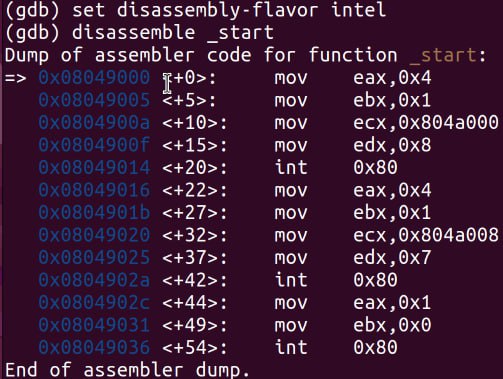 (gdb) set disassembly-flavor intel
(gdb) disassemble _start
Dump of assembler code for function _start:
=> 0x08049000 <+0>:     mov    eax,0x4
   0x08049005 <+5>:     mov    ebx,0x1
   0x0804900a <+10>:    mov    ecx,0x804a000
   0x0804900f <+15>:    mov    edx,0x8
   0x08049014 <+20>:    int    0x80
   0x08049016 <+22>:    mov    eax,0x4
   0x0804901b <+27>:    mov    ebx,0x1
   0x08049020 <+32>:    mov    ecx,0x804a008
   0x08049025 <+37>:    mov    edx,0x7
   0x0804902a <+42>:    int    0x80
   0x0804902c <+44>:    mov    eax,0x1
   0x08049031 <+49>:    mov    ebx,0x0
   0x08049036 <+54>:    int    0x80
End of assembler dump.